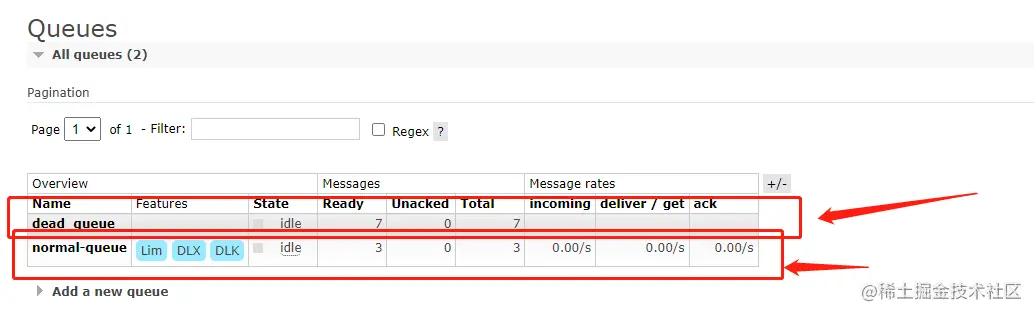 Queues
All queues (2)
Pagination
Page 1 of 1 - Filter: Regex ?
Overview Messages Message rates +/-
Name Features State Ready Unacked Total incoming deliver / get ack
dead_queue idle 7 0 7
normal-queue Lim DLX DLK idle 3 0 3 0.00/s 0.00/s 0.00/s
Add a new queue
@稀土掘金技术社区